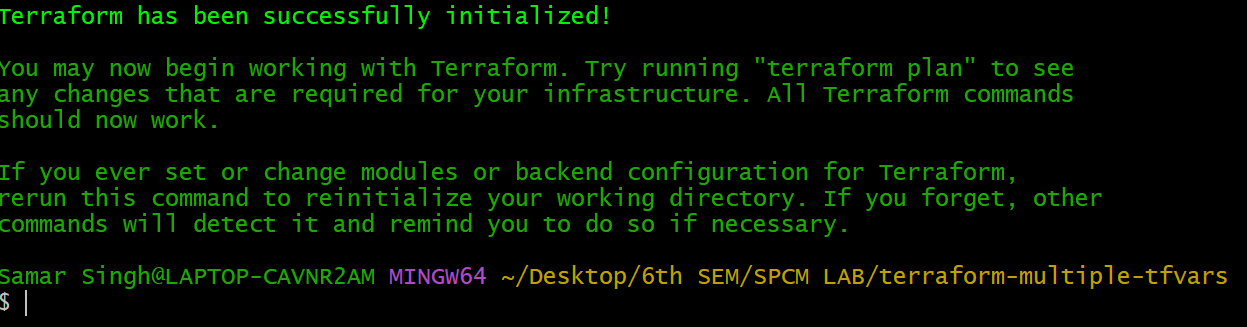 Terraform has been successfully initialized!
You may now begin working with Terraform. Try running "terraform plan" to see
any changes that are required for your infrastructure. All Terraform commands
should now work.
If you ever set or change modules or backend configuration for Terraform,
rerun this command to reinitialize your working directory. If you forget, other
commands will detect it and remind you to do so if necessary.
Samar Singh@LAPTOP-CAVNR2AM MINGW64 ~/Desktop/6th SEM/SPCM LAB/terraform-multiple-tfvars
$